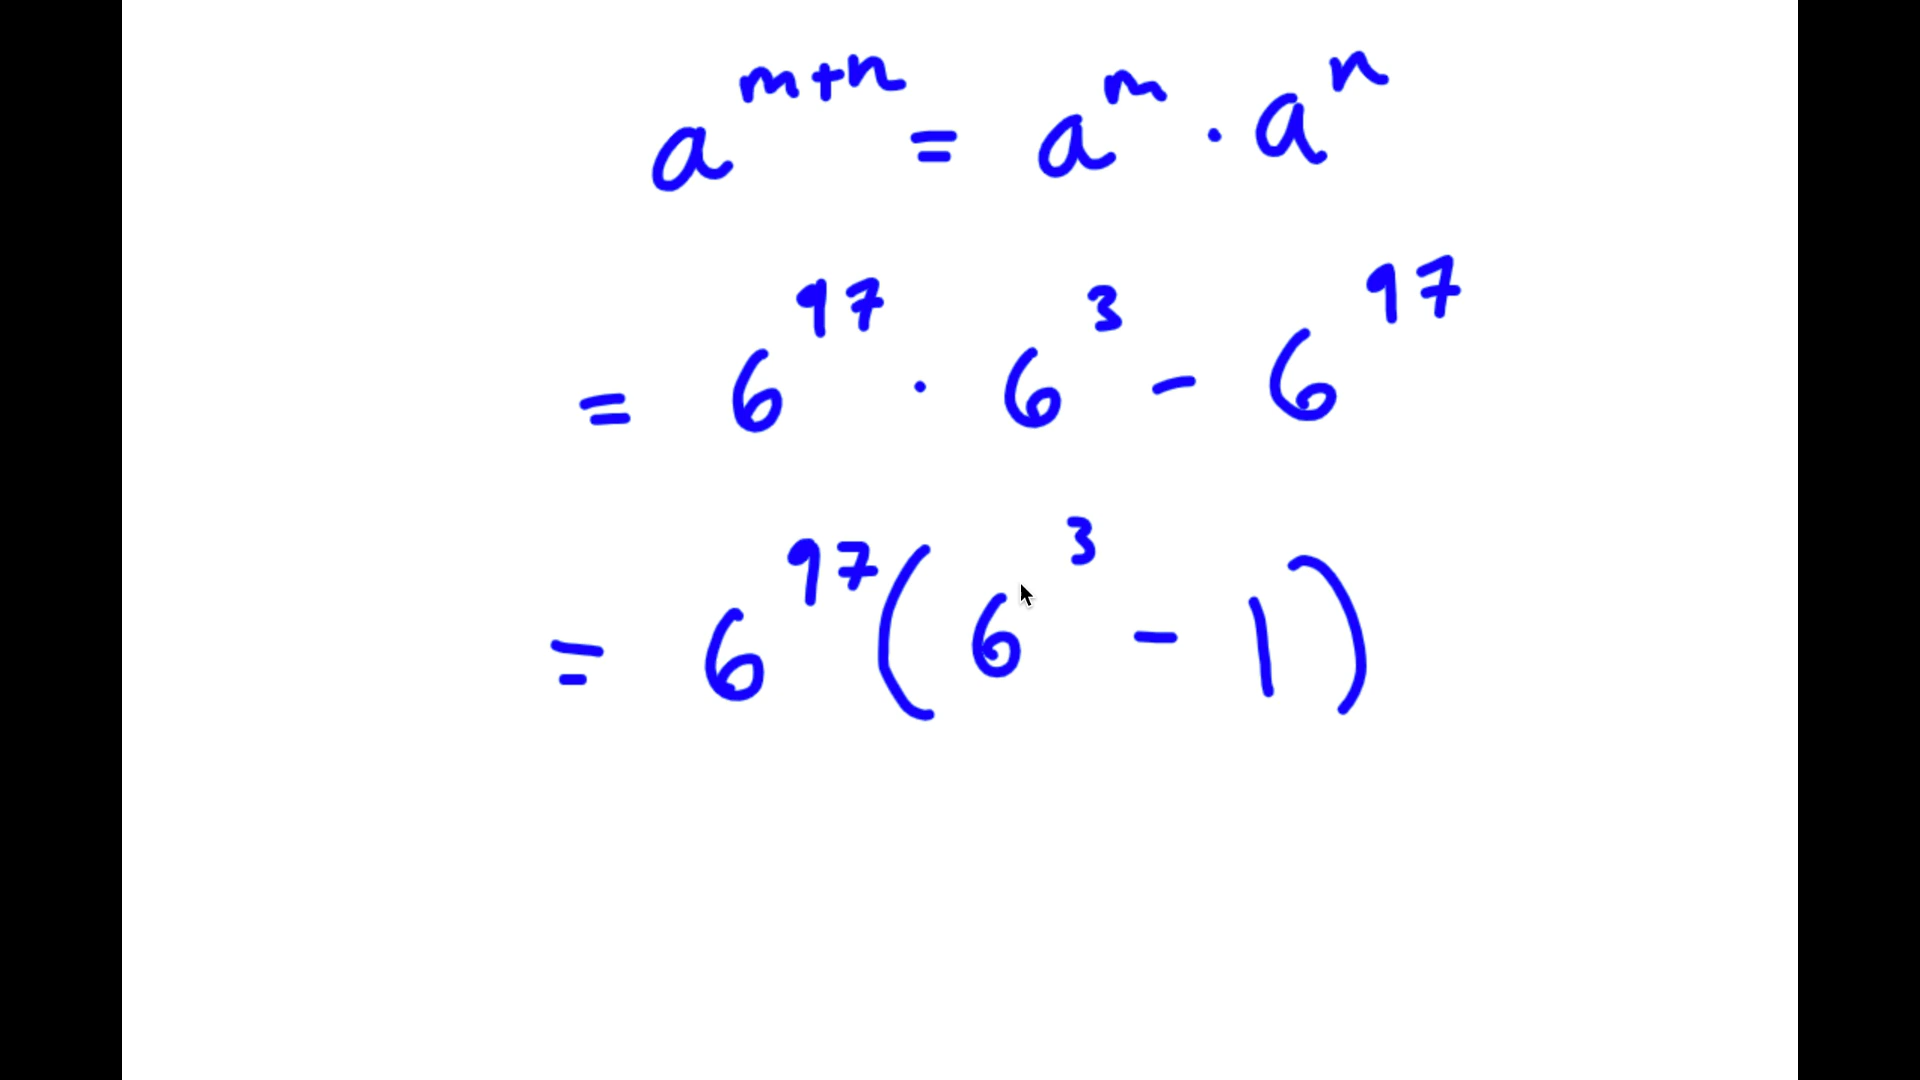 a^{m+n} = a^m · a^n
= 6^{97} · 6^3 - 6^{97}
= 6^{97}(6^3 - 1)